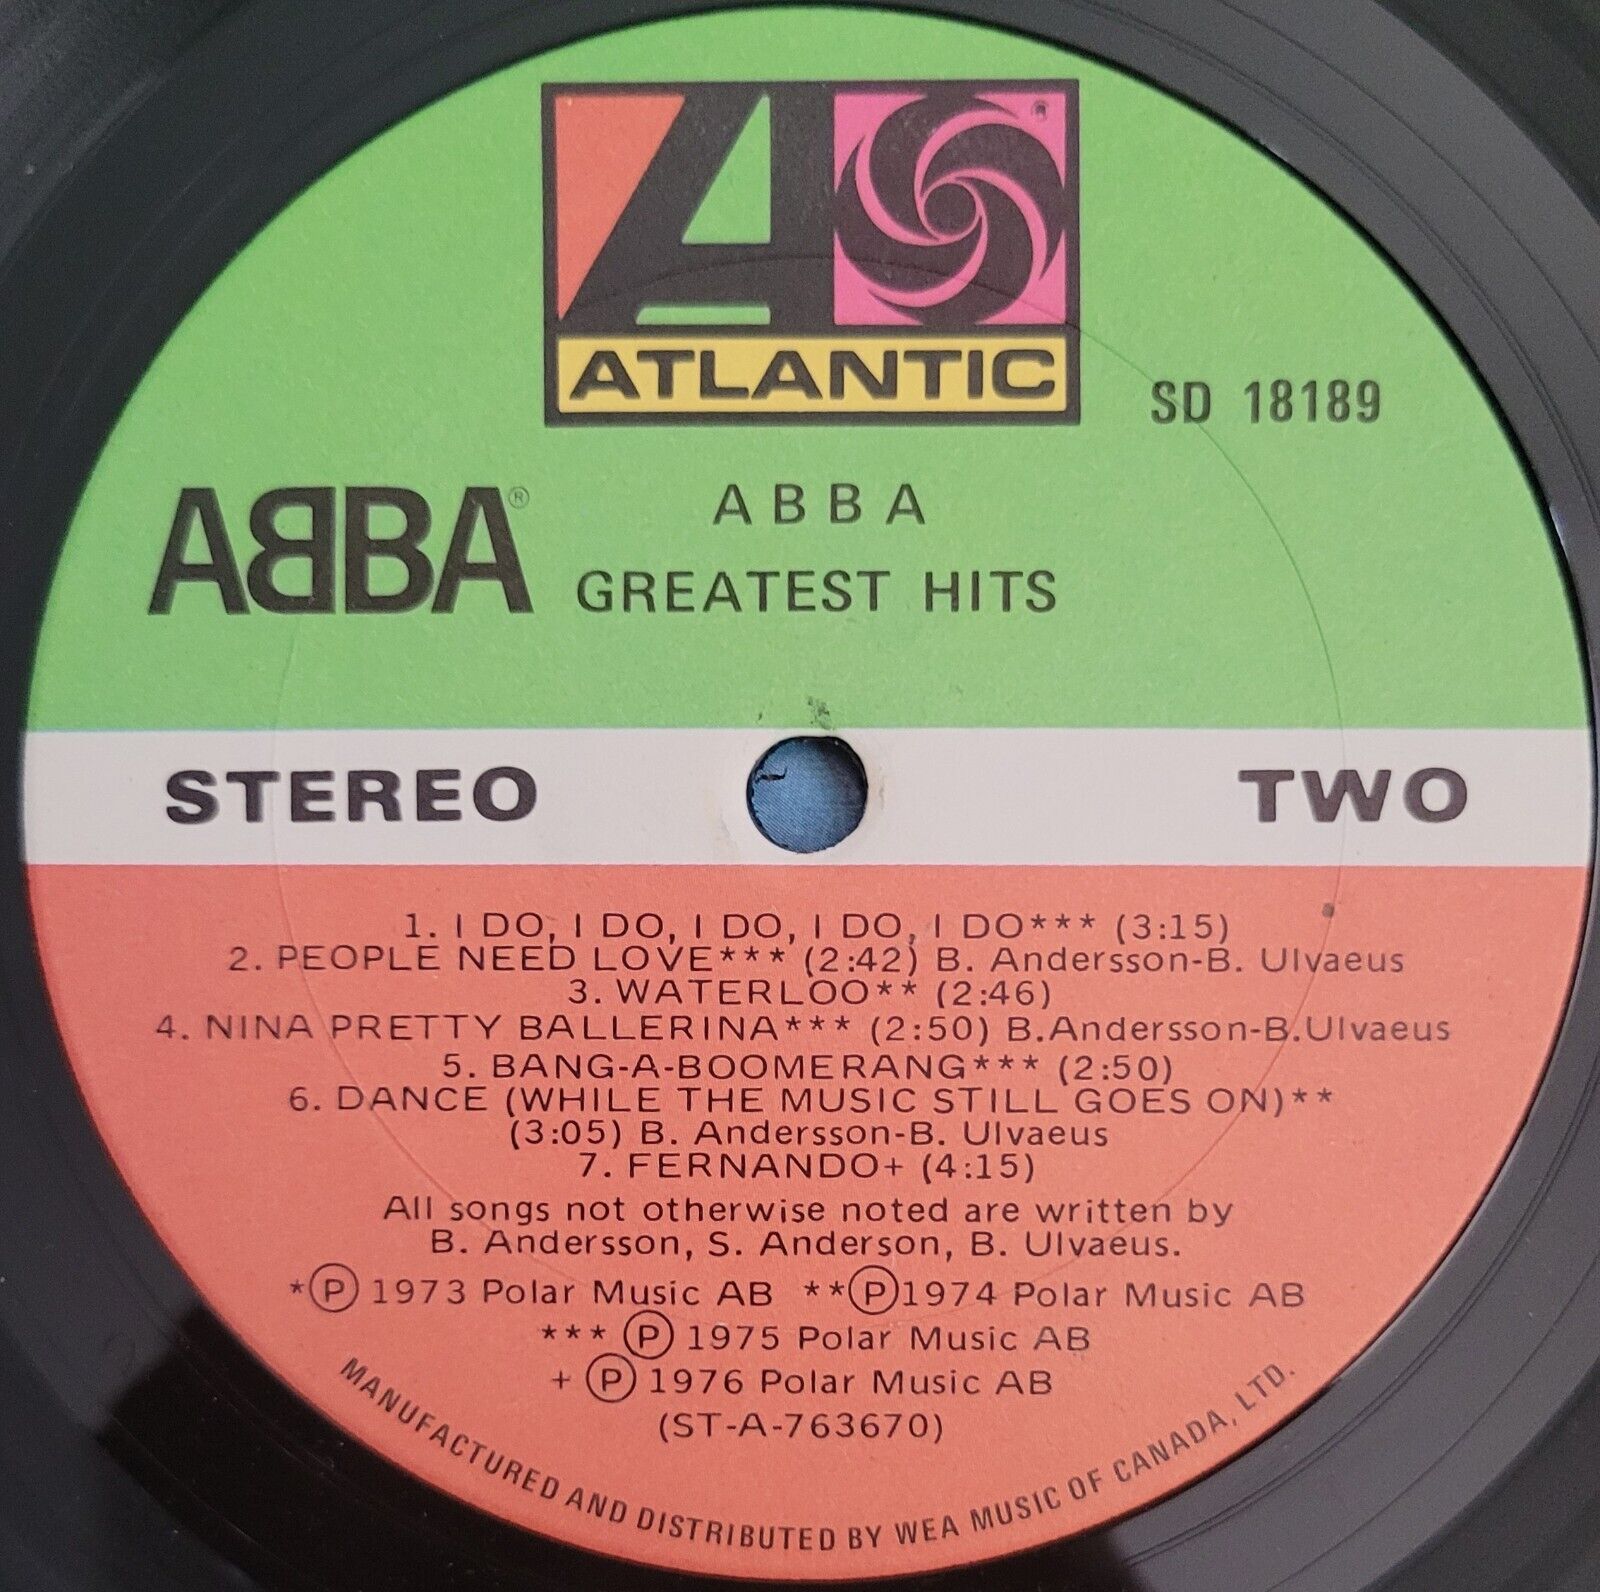 ATLANTIC
SD 18189
ABBA®
ABBA
GREATEST HITS
STEREO
TWO
1. I DO, I DO, I DO, I DO, I DO*** (3:15)
2. PEOPLE NEED LOVE*** (2:42) B. Andersson-B. Ulvaeus
3. WATERLOO** (2:46)
4. NINA PRETTY BALLERINA*** (2:50) B.Andersson-B.Ulvaeus
5. BANG-A-BOOMERANG*** (2:50)
6. DANCE (WHILE THE MUSIC STILL GOES ON)**
(3:05) B. Andersson-B. Ulvaeus
7. FERNANDO+ (4:15)
All songs not otherwise noted are written by
B. Andersson, S. Anderson, B. Ulvaeus.
*Ⓟ 1973 Polar Music AB **Ⓟ1974 Polar Music AB
*** Ⓟ 1975 Polar Music AB
+ Ⓟ 1976 Polar Music AB
(ST-A-763670)
MANUFACTURED AND DISTRIBUTED BY WEA MUSIC OF CANADA, LTD.